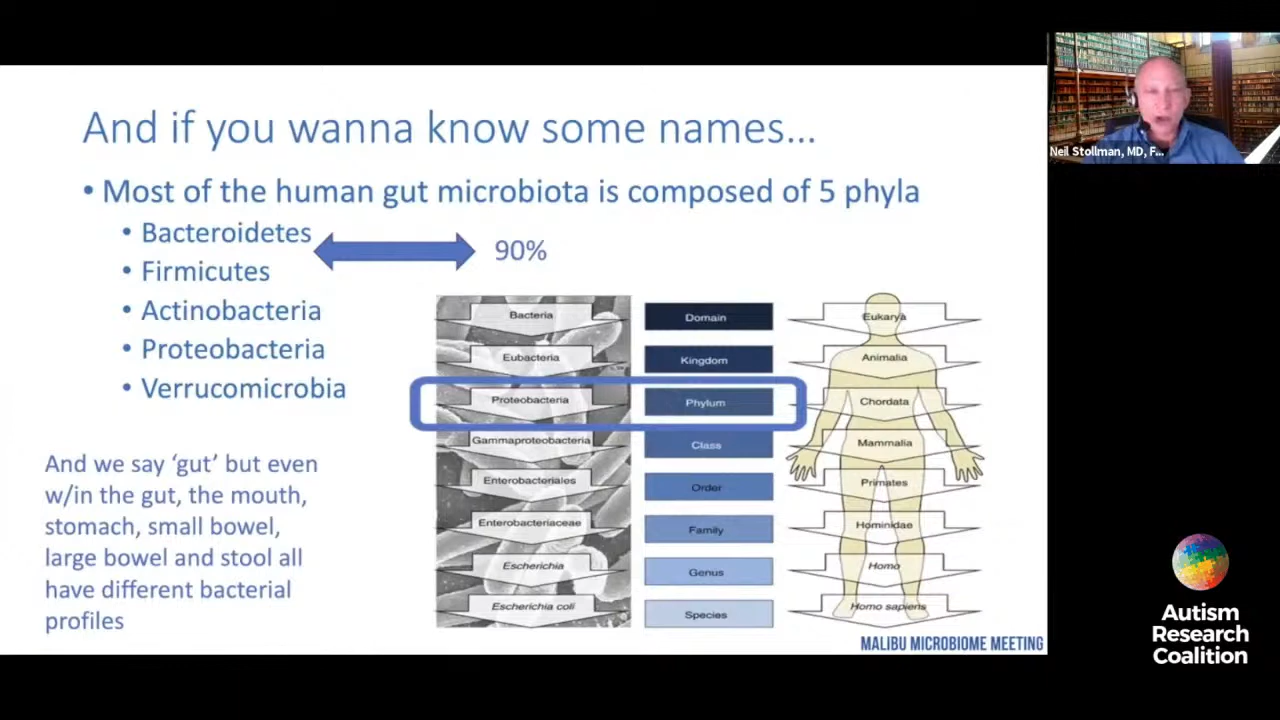 And if you wanna know some names...
• Most of the human gut microbiota is composed of 5 phyla
• Bacteroidetes
90%
• Firmicutes
• Actinobacteria
• Proteobacteria
• Verrucomicrobia
And we say ‘gut’ but even
w/in the gut, the mouth,
stomach, small bowel,
large bowel and stool all
have different bacterial
profiles
Bacteria Domain Eukarya
Eubacteria Kingdom Animalia
Proteobacteria Phylum Chordata
Gammaproteobacteria Class Mammalia
Enterobacteriales Order Primates
Enterobacteriaceae Family Hominidae
Escherichia Genus Homo
Escherichia coli Species Homo sapiens
MALIBU MICROBIOME MEETING
Neil Stollman, MD, F...
Autism
Research
Coalition